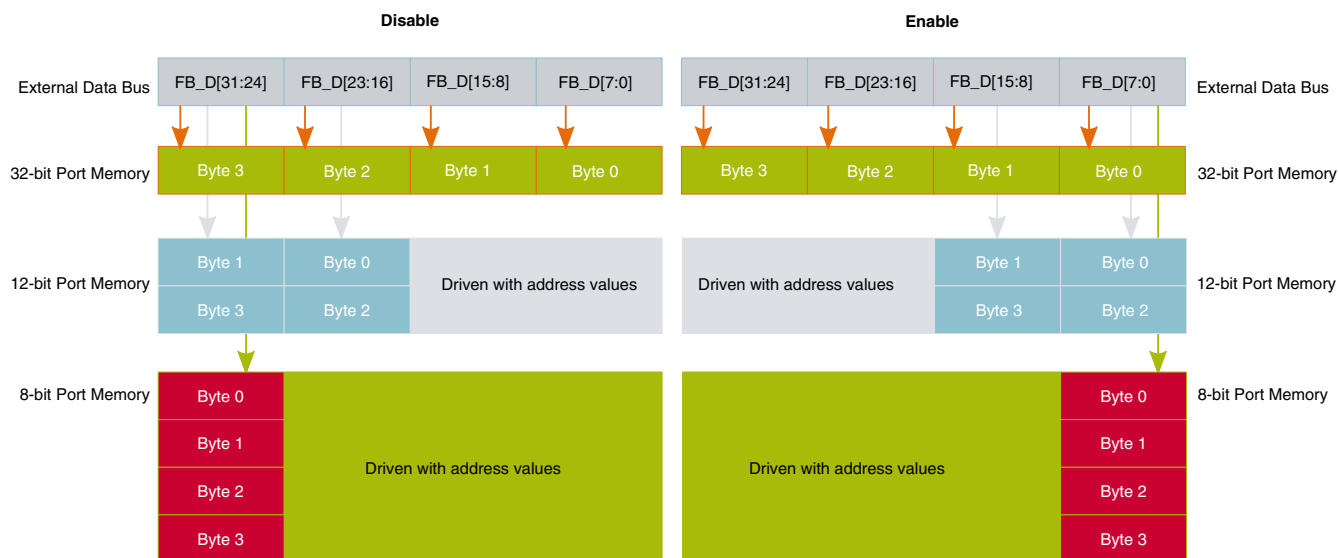 Disable Enable
External Data Bus FB_D[31:24] FB_D[23:16] FB_D[15:8] FB_D[7:0] FB_D[31:24] FB_D[23:16] FB_D[15:8] FB_D[7:0] External Data Bus
32-bit Port Memory Byte 3 Byte 2 Byte 1 Byte 0 Byte 3 Byte 2 Byte 1 Byte 0 32-bit Port Memory
Byte 1 Byte 0 Byte 1 Byte 0
12-bit Port Memory Driven with address values Driven with address values 12-bit Port Memory
Byte 3 Byte 2 Byte 3 Byte 2
8-bit Port Memory Byte 0 Byte 0 8-bit Port Memory
Byte 1 Byte 1
Driven with address values Driven with address values
Byte 2 Byte 2
Byte 3 Byte 3